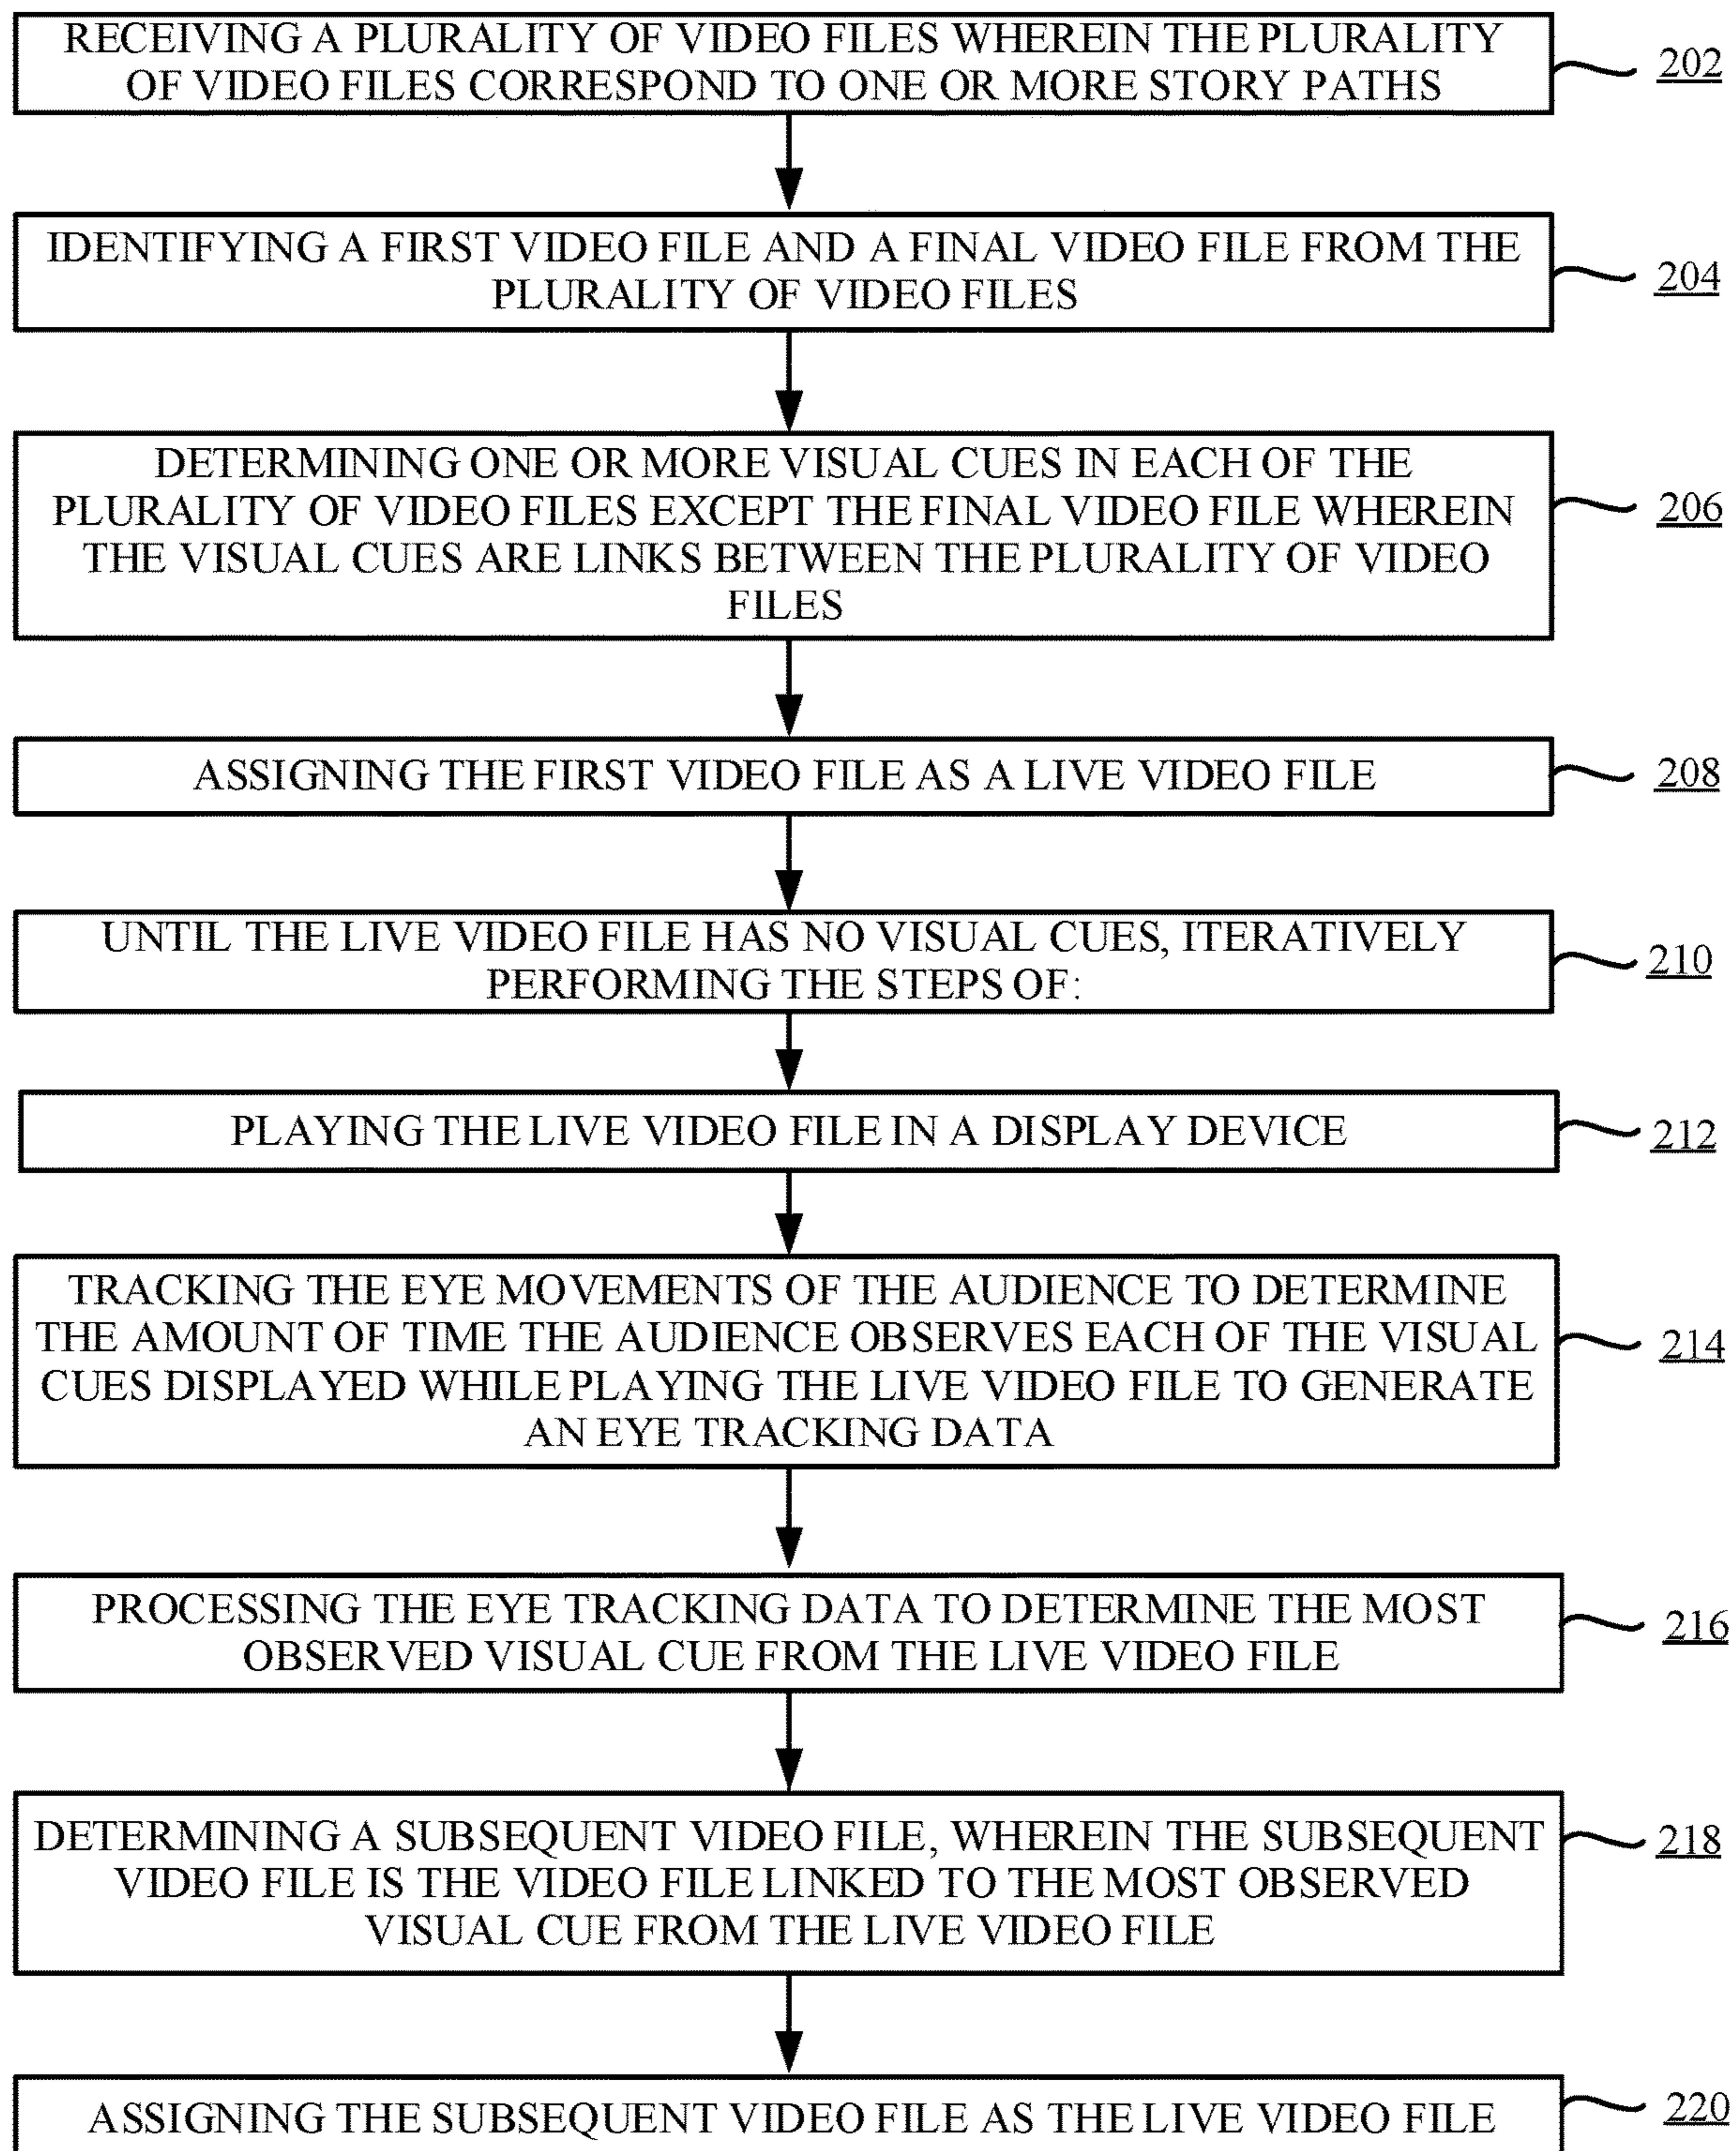 RECEIVING A PLURALITY OF VIDEO FILES WHEREIN THE PLURALITY
OF VIDEO FILES CORRESPOND TO ONE OR MORE STORY PATHS
202
IDENTIFYING A FIRST VIDEO FILE AND A FINAL VIDEO FILE FROM THE
PLURALITY OF VIDEO FILES
204
DETERMINING ONE OR MORE VISUAL CUES IN EACH OF THE
PLURALITY OF VIDEO FILES EXCEPT THE FINAL VIDEO FILE WHEREIN
THE VISUAL CUES ARE LINKS BETWEEN THE PLURALITY OF VIDEO
FILES
206
ASSIGNING THE FIRST VIDEO FILE AS A LIVE VIDEO FILE
208
UNTIL THE LIVE VIDEO FILE HAS NO VISUAL CUES, ITERATIVELY
PERFORMING THE STEPS OF:
210
PLAYING THE LIVE VIDEO FILE IN A DISPLAY DEVICE
212
TRACKING THE EYE MOVEMENTS OF THE AUDIENCE TO DETERMINE
THE AMOUNT OF TIME THE AUDIENCE OBSERVES EACH OF THE VISUAL
CUES DISPLAYED WHILE PLAYING THE LIVE VIDEO FILE TO GENERATE
AN EYE TRACKING DATA
214
PROCESSING THE EYE TRACKING DATA TO DETERMINE THE MOST
OBSERVED VISUAL CUE FROM THE LIVE VIDEO FILE
216
DETERMINING A SUBSEQUENT VIDEO FILE, WHEREIN THE SUBSEQUENT
VIDEO FILE IS THE VIDEO FILE LINKED TO THE MOST OBSERVED
VISUAL CUE FROM THE LIVE VIDEO FILE
218
ASSIGNING THE SUBSEQUENT VIDEO FILE AS THE LIVE VIDEO FILE
220